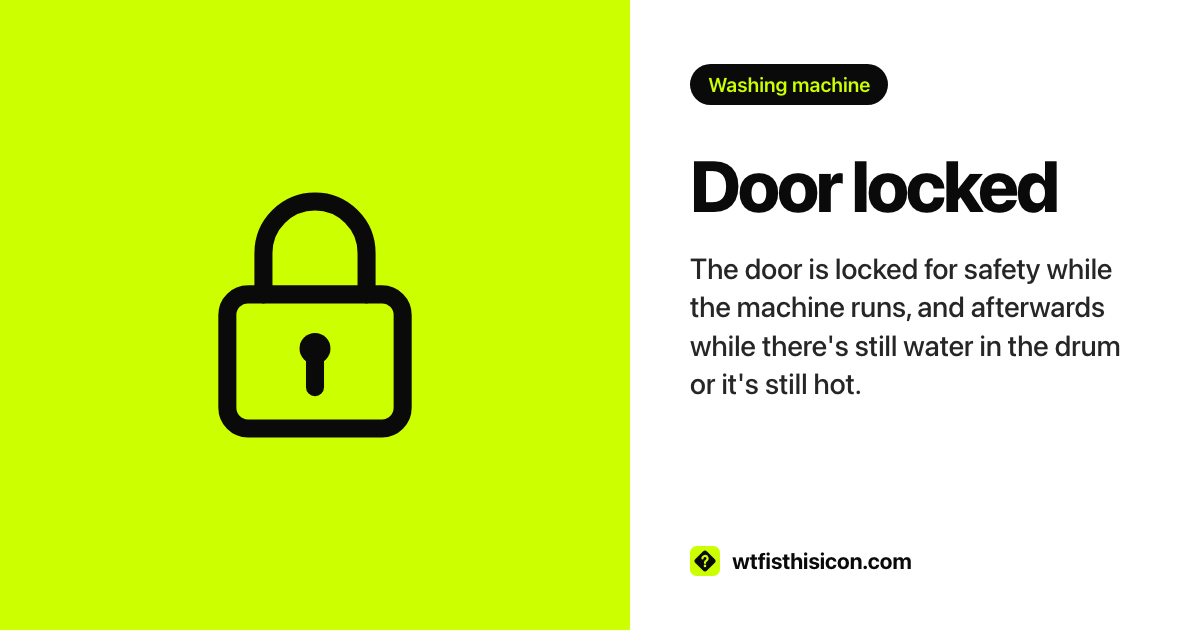 Washing machine
Door locked
The door is locked for safety while
the machine runs, and afterwards
while there's still water in the drum
or it's still hot.
?
wtfisthisicon.com